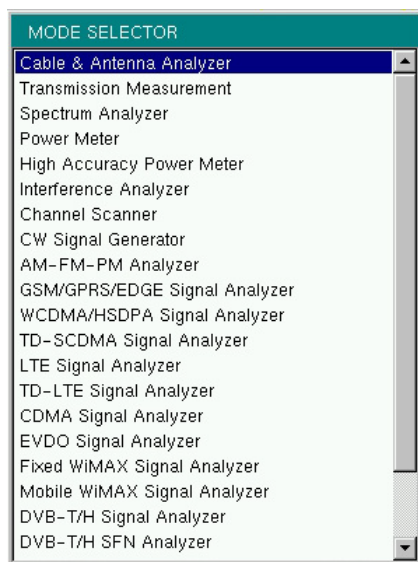 MODE SELECTOR
Cable & Antenna Analyzer
Transmission Measurement
Spectrum Analyzer
Power Meter
High Accuracy Power Meter
Interference Analyzer
Channel Scanner
CW Signal Generator
AM-FM-PM Analyzer
GSM/GPRS/EDGE Signal Analyzer
WCDMA/HSDPA Signal Analyzer
TD-SCDMA Signal Analyzer
LTE Signal Analyzer
TD-LTE Signal Analyzer
CDMA Signal Analyzer
EVDO Signal Analyzer
Fixed WiMAX Signal Analyzer
Mobile WiMAX Signal Analyzer
DVB-T/H Signal Analyzer
DVB-T/H SFN Analyzer